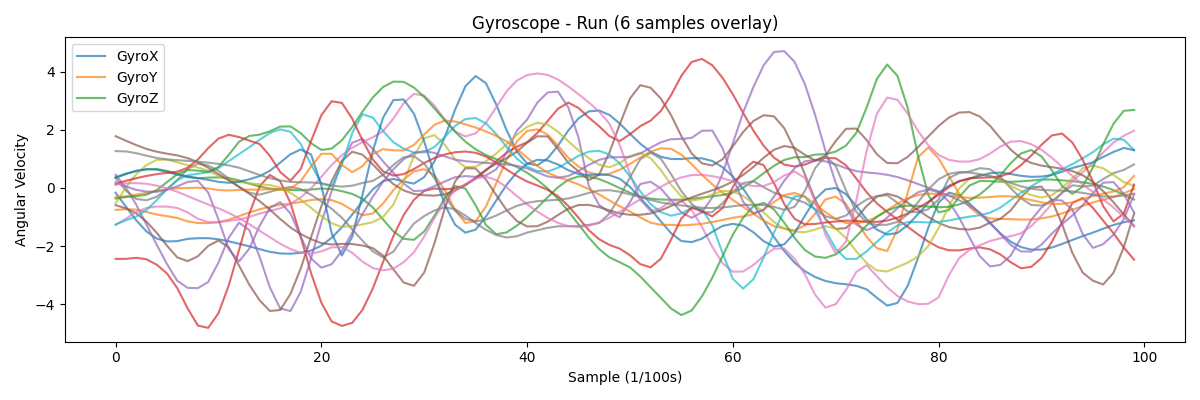 Gyroscope - Run (6 samples overlay)
GyroX
GyroY
GyroZ
Angular Velocity
4
2
0
−2
−4
0 20 40 60 80 100
Sample (1/100s)